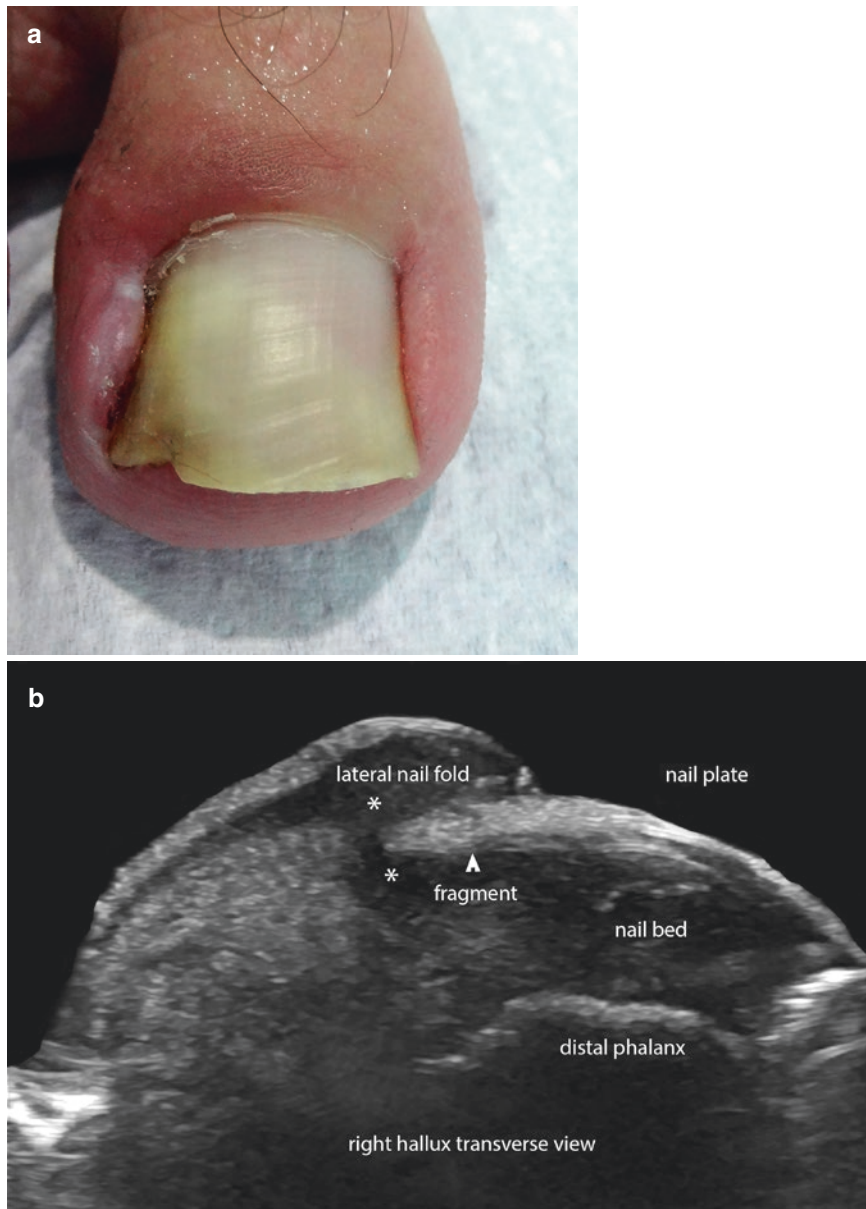 a
b
lateral nail fold
nail plate
*
*
fragment
nail bed
distal phalanx
right hallux transverse view